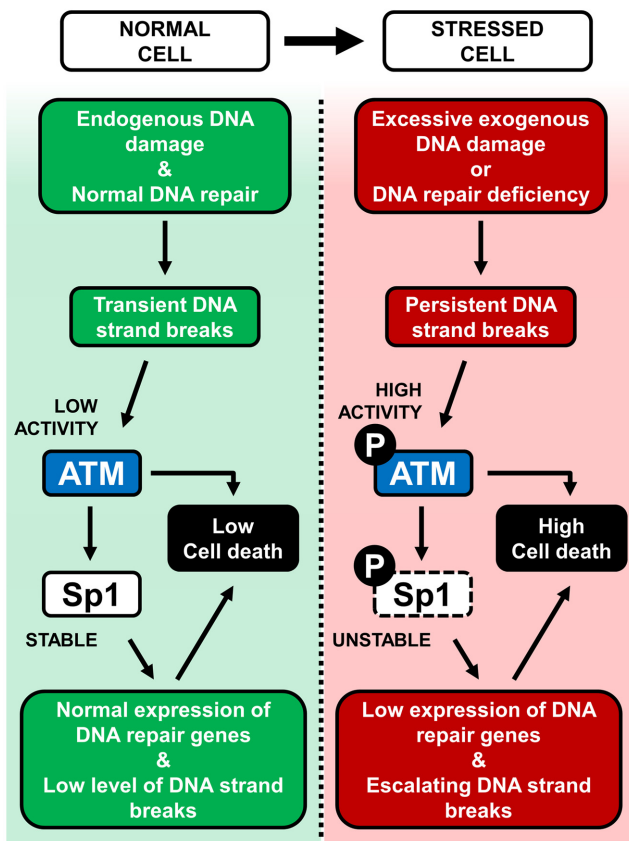 NORMAL
CELL
STRESSED
CELL
Endogenous DNA
damage
&
Normal DNA repair
Transient DNA
strand breaks
LOW
ACTIVITY
ATM
Low
Cell death
Sp1
STABLE
Normal expression of
DNA repair genes
&
Low level of DNA strand
breaks
Excessive exogenous
DNA damage
or
DNA repair deficiency
Persistent DNA
strand breaks
HIGH
ACTIVITY
P
ATM
High
Cell death
P
Sp1
UNSTABLE
Low expression of DNA
repair genes
&
Escalating DNA strand
breaks